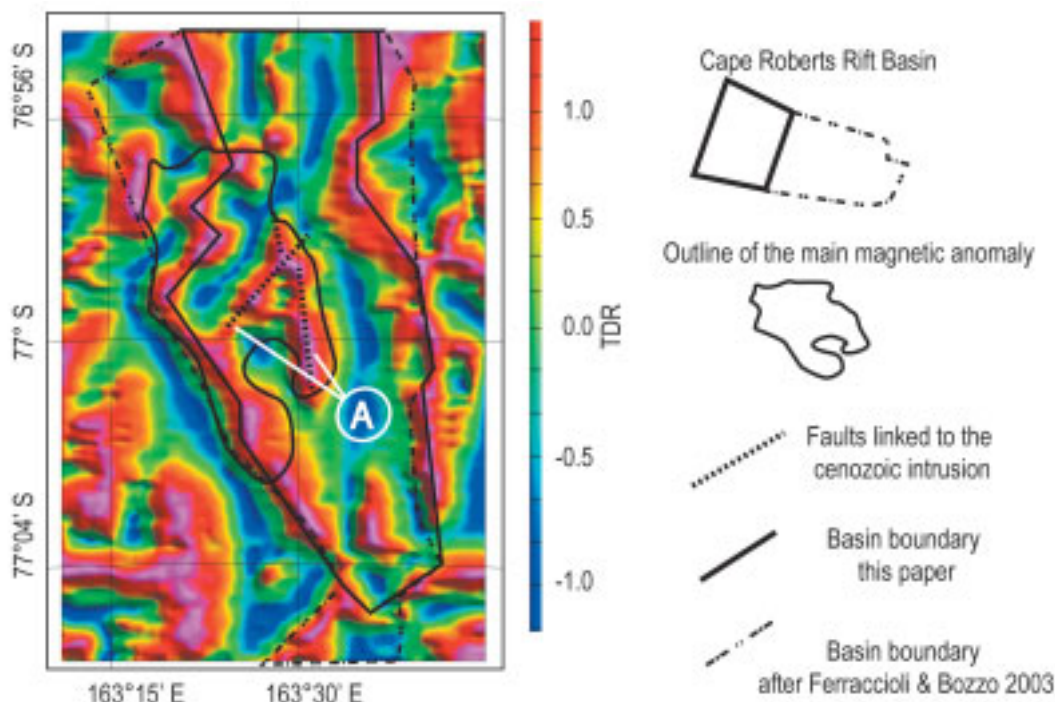 76°56' S
77° S
77°04' S
163°15' E
163°30' E
A
1.0
0.5
0.0
-0.5
-1.0
TDR
Cape Roberts Rift Basin
Outline of the main magnetic anomaly
Faults linked to the
cenozoic intrusion
Basin boundary
this paper
Basin boundary
after Ferraccioli & Bozzo 2003